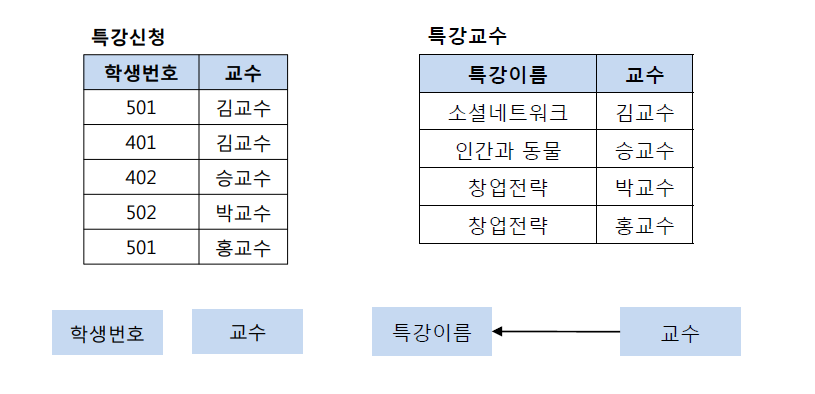 특강신청
학생번호 교수
501 김교수
401 김교수
402 승교수
502 박교수
501 홍교수
특강교수
특강이름 교수
소셜네트워크 김교수
인간과 동물 승교수
창업전략 박교수
창업전략 홍교수
학생번호 교수
특강이름 교수